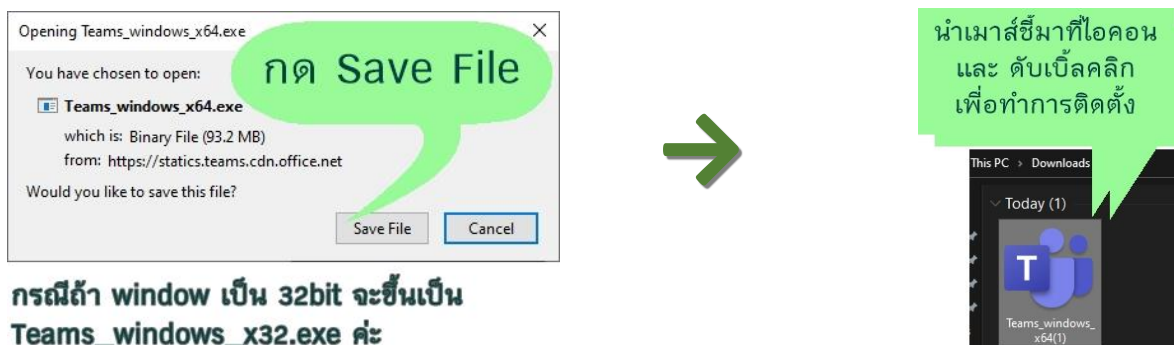 Opening Teams_windows_x64.exe
กด Save File
You have chosen to open:
Teams_windows_x64.exe
which is: Binary File (93.2 MB)
from: https://statics.teams.cdn.office.net
Would you like to save this file?
Save File
Cancel
กรณีถ้า window เป็น 32bit จะขึ้นเป็น
Teams_windows_x32.exe ค่ะ
นำเมาส์ชี้มาที่ไอคอน
และ ดับเบิ้ลคลิก
เพื่อทำการติดตั้ง
This PC > Downloads
Today (1)
T
Teams_windows_
x64(1)